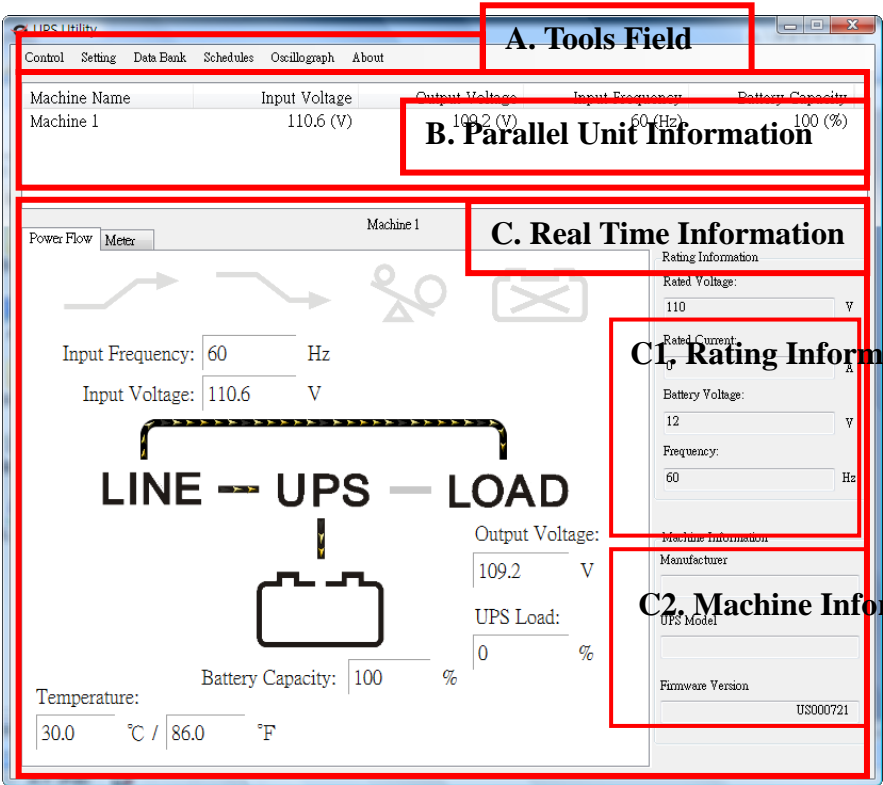 UPS Utility
A. Tools Field
Control Setting Data Bank Schedules Oscillograph About
Machine Name Input Voltage Output Voltage Input Frequency Battery Capacity
Machine 1 110.6 (V) 109.2 (V) 60 (Hz) 100 (%)
B. Parallel Unit Information
Machine 1
C. Real Time Information
Power Flow Meter
Rating Information
Rated Voltage:
110 V
Input Frequency: 60 Hz
Rated Current:
C1. Rating Inform
0 A
Input Voltage: 110.6 V
Battery Voltage:
12 V
Frequency:
60 Hz
LINE UPS LOAD
Output Voltage:
109.2 V
Machine Information
Manufacturer
C2. Machine Infor
UPS Load:
0 %
UPS Model
Battery Capacity: 100 %
Firmware Version
US000721
Temperature:
30.0 ℃ / 86.0 ℉